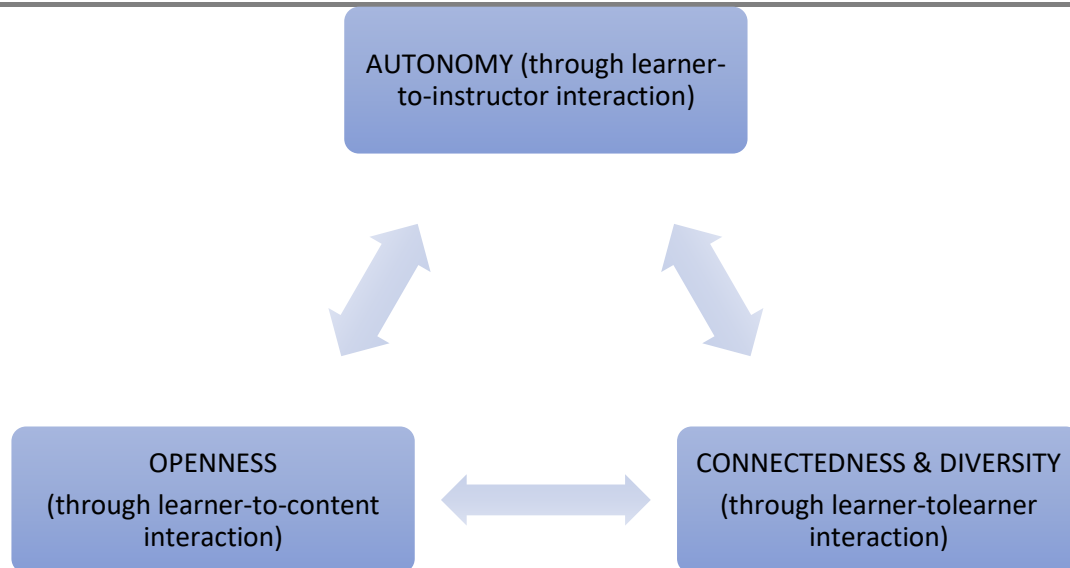 AUTONOMY (through learner-
to-instructor interaction)
OPENNESS
(through learner-to-content
interaction)
CONNECTEDNESS & DIVERSITY
(through learner-tolearner
interaction)